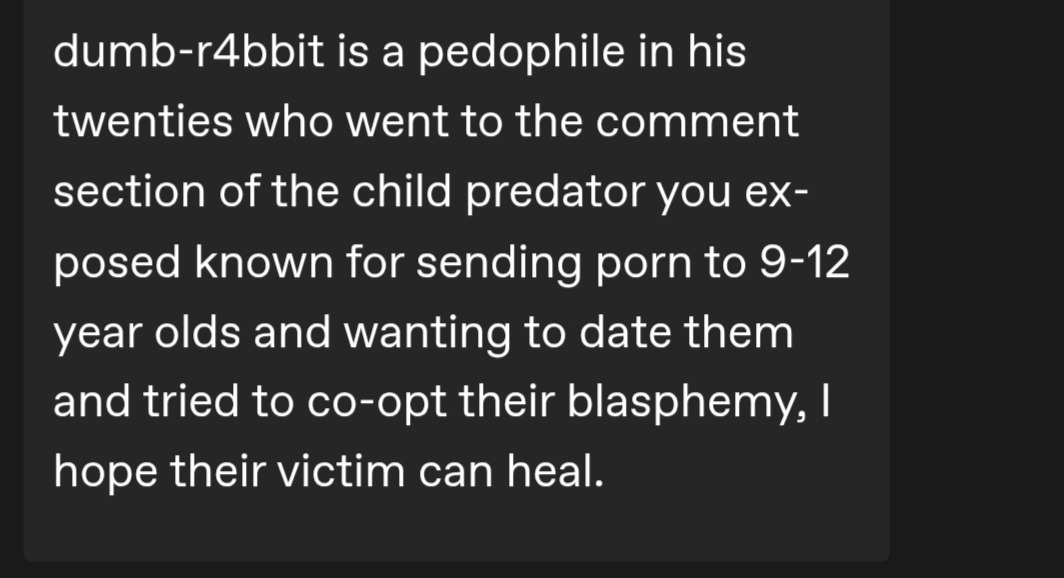 dumb-r4bbit is a pedophile in his
twenties who went to the comment
section of the child predator you ex-
posed known for sending porn to 9-12
year olds and wanting to date them
and tried to co-opt their blasphemy, I
hope their victim can heal.